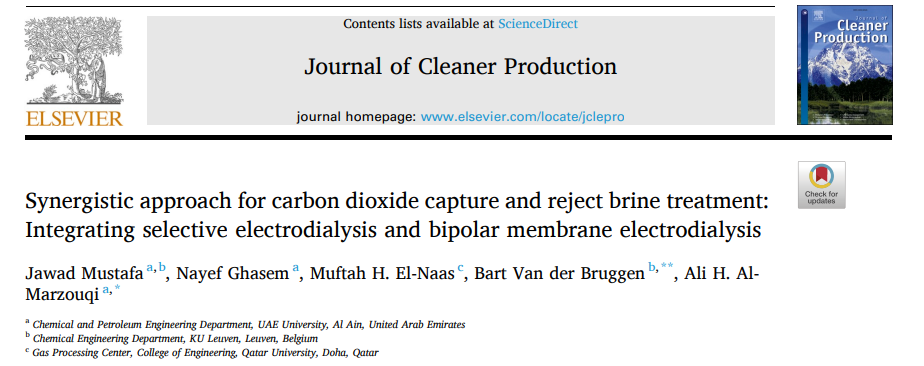 Contents lists available at ScienceDirect
Journal of Cleaner Production
journal homepage: www.elsevier.com/locate/jclepro
ELSEVIER
Journal of
Cleaner
Production
Check for
updates
Synergistic approach for carbon dioxide capture and reject brine treatment:
Integrating selective electrodialysis and bipolar membrane electrodialysis
Jawad Mustafa a,b, Nayef Ghasem a, Muftah H. El-Naas c, Bart Van der Bruggen b,**, Ali H. Al-
Marzouqi a,*
a Chemical and Petroleum Engineering Department, UAE University, Al Ain, United Arab Emirates
b Chemical Engineering Department, KU Leuven, Leuven, Belgium
c Gas Processing Center, College of Engineering, Qatar University, Doha, Qatar